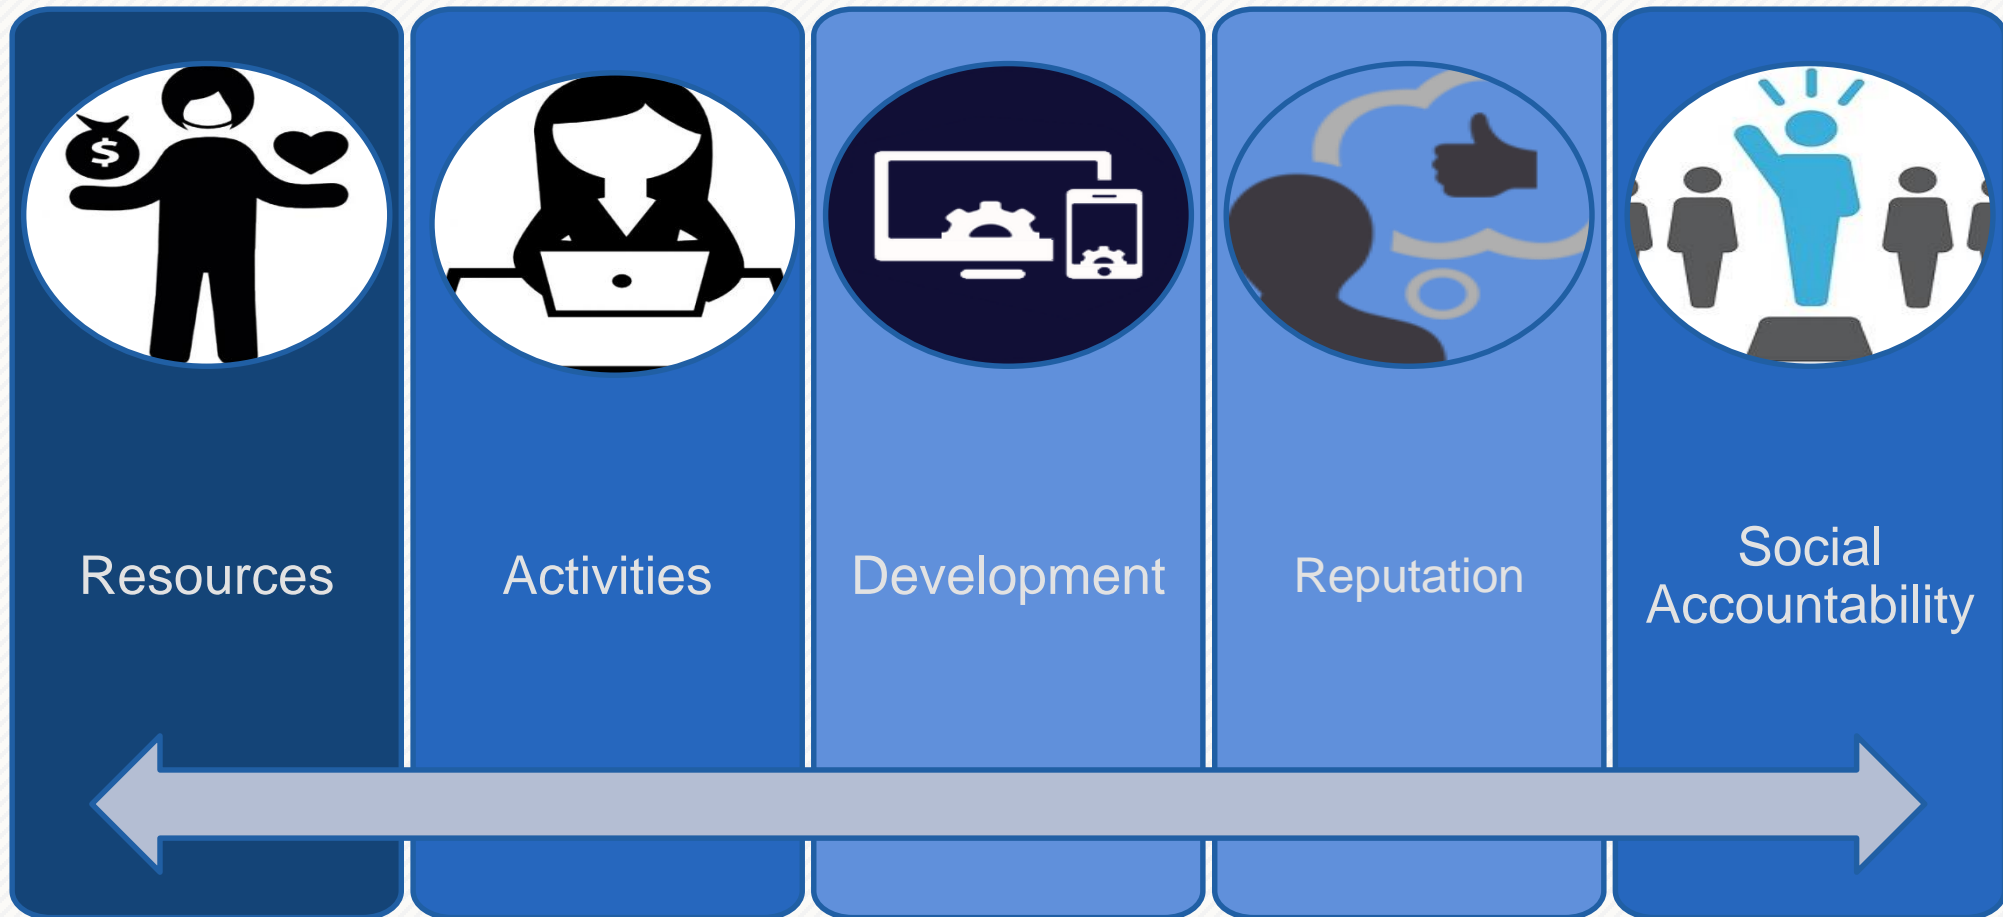 $
Resources
Activities
Development
Reputation
Social
Accountability